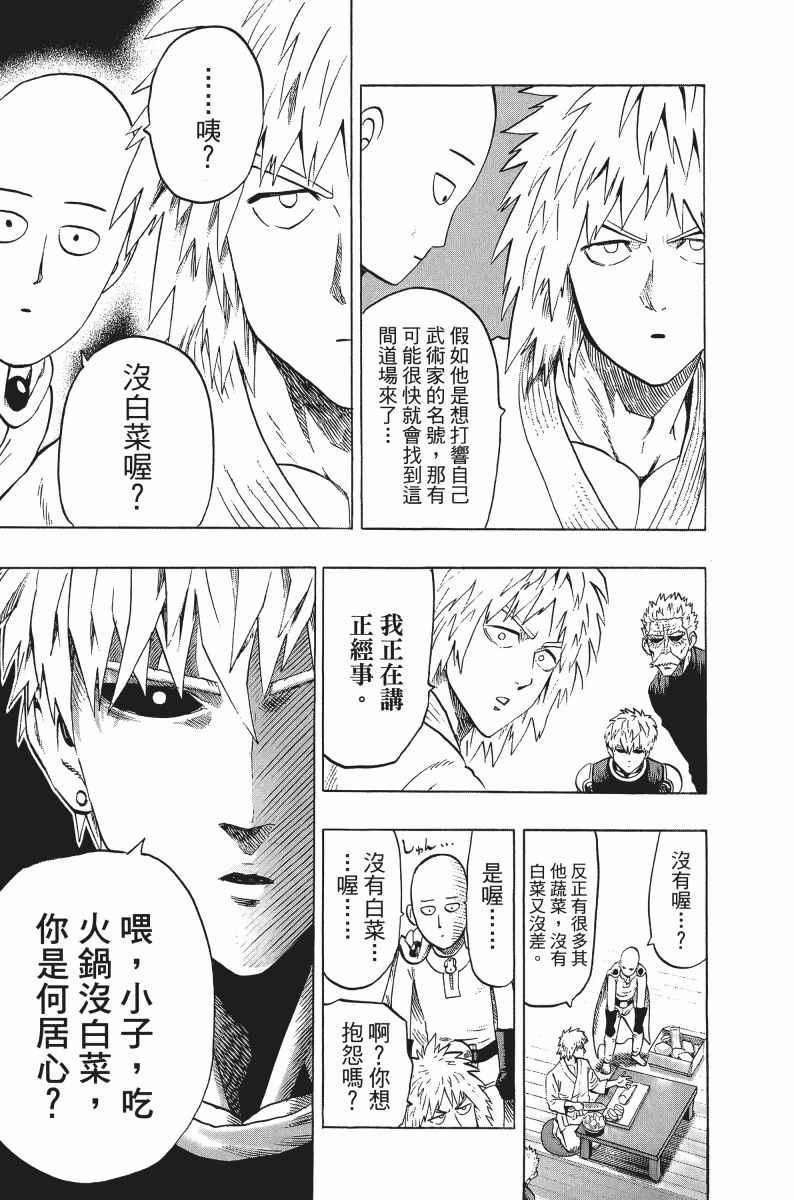 假如他是想打響自己
武術家的名號，那有
可能很快就會找到這
間道場來了…
……咦？
沒白菜喔？
我正在講
正經事。
沒有喔…？
反正有很多其
他蔬菜，沒有
白菜又沒差。
是喔……
しゅん…
沒有白菜…
…喔……
啊？你想
抱怨嗎？
喂，小子，吃
火鍋沒白菜，
你是何居心？